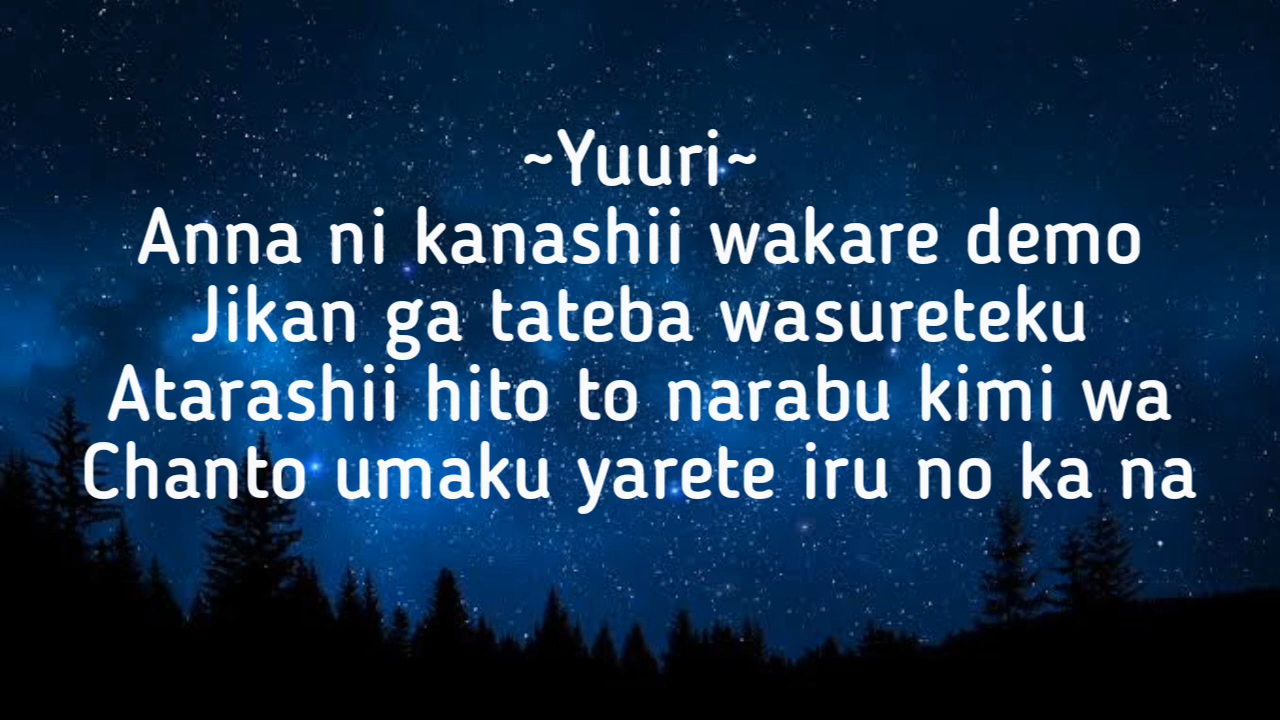 ~Yuuri~
Anna ni kanashii wakare demo
Jikan ga tateba wasureteku
Atarashii hito to narabu kimi wa
Chanto umaku yarete iru no ka na